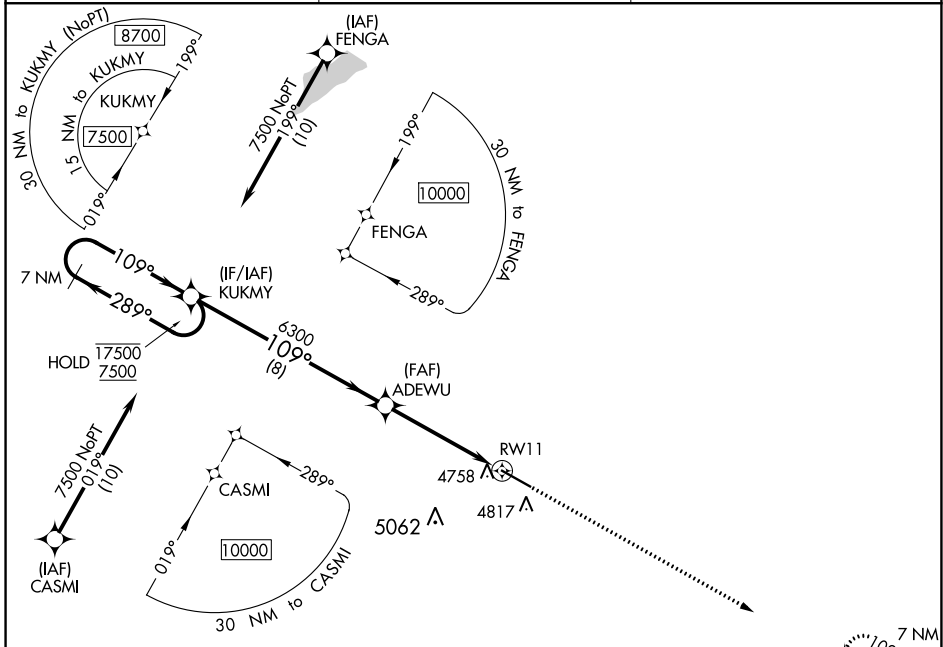 (IAF)
FENGA
30 NM to KUKMY (NoPT)
8700
199°
15 NM to KUKMY
KUKMY
7500
019°
7500 NoPT
199°
(10)
199°
30 NM to FENGA
10000
FENGA
289°
109°
7 NM
289°
(IF/IAF)
KUKMY
HOLD 17500
7500
6300
109°
(8)
(FAF)
ADEWU
RW11
4758
4817
5062
7500 NoPT
019°
(10)
(IAF)
CASMI
289°
CASMI
019°
10000
30 NM to CASMI
7 NM